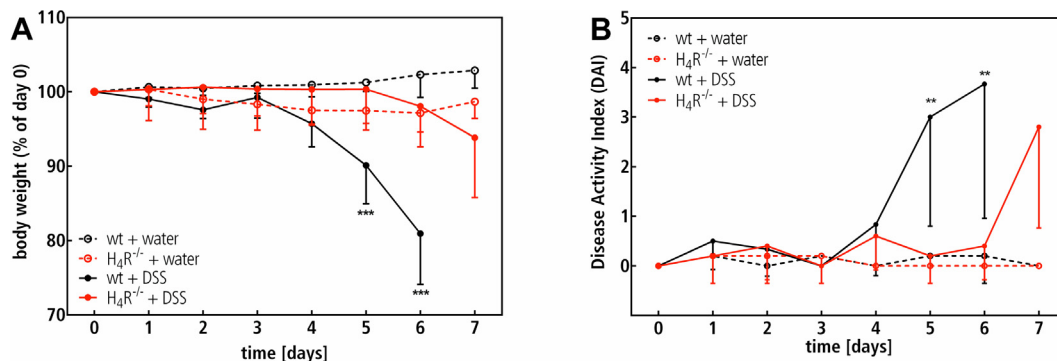 A
body weight (% of day 0)
110
100
90
80
70
wt + water
H₄R⁻/⁻ + water
wt + DSS
H₄R⁻/⁻ + DSS
***
***
0 1 2 3 4 5 6 7
time [days]
B
Disease Activity Index (DAI)
5
4
3
2
1
0
wt + water
H₄R⁻/⁻ + water
wt + DSS
H₄R⁻/⁻ + DSS
**
**
0 1 2 3 4 5 6 7
time [days]